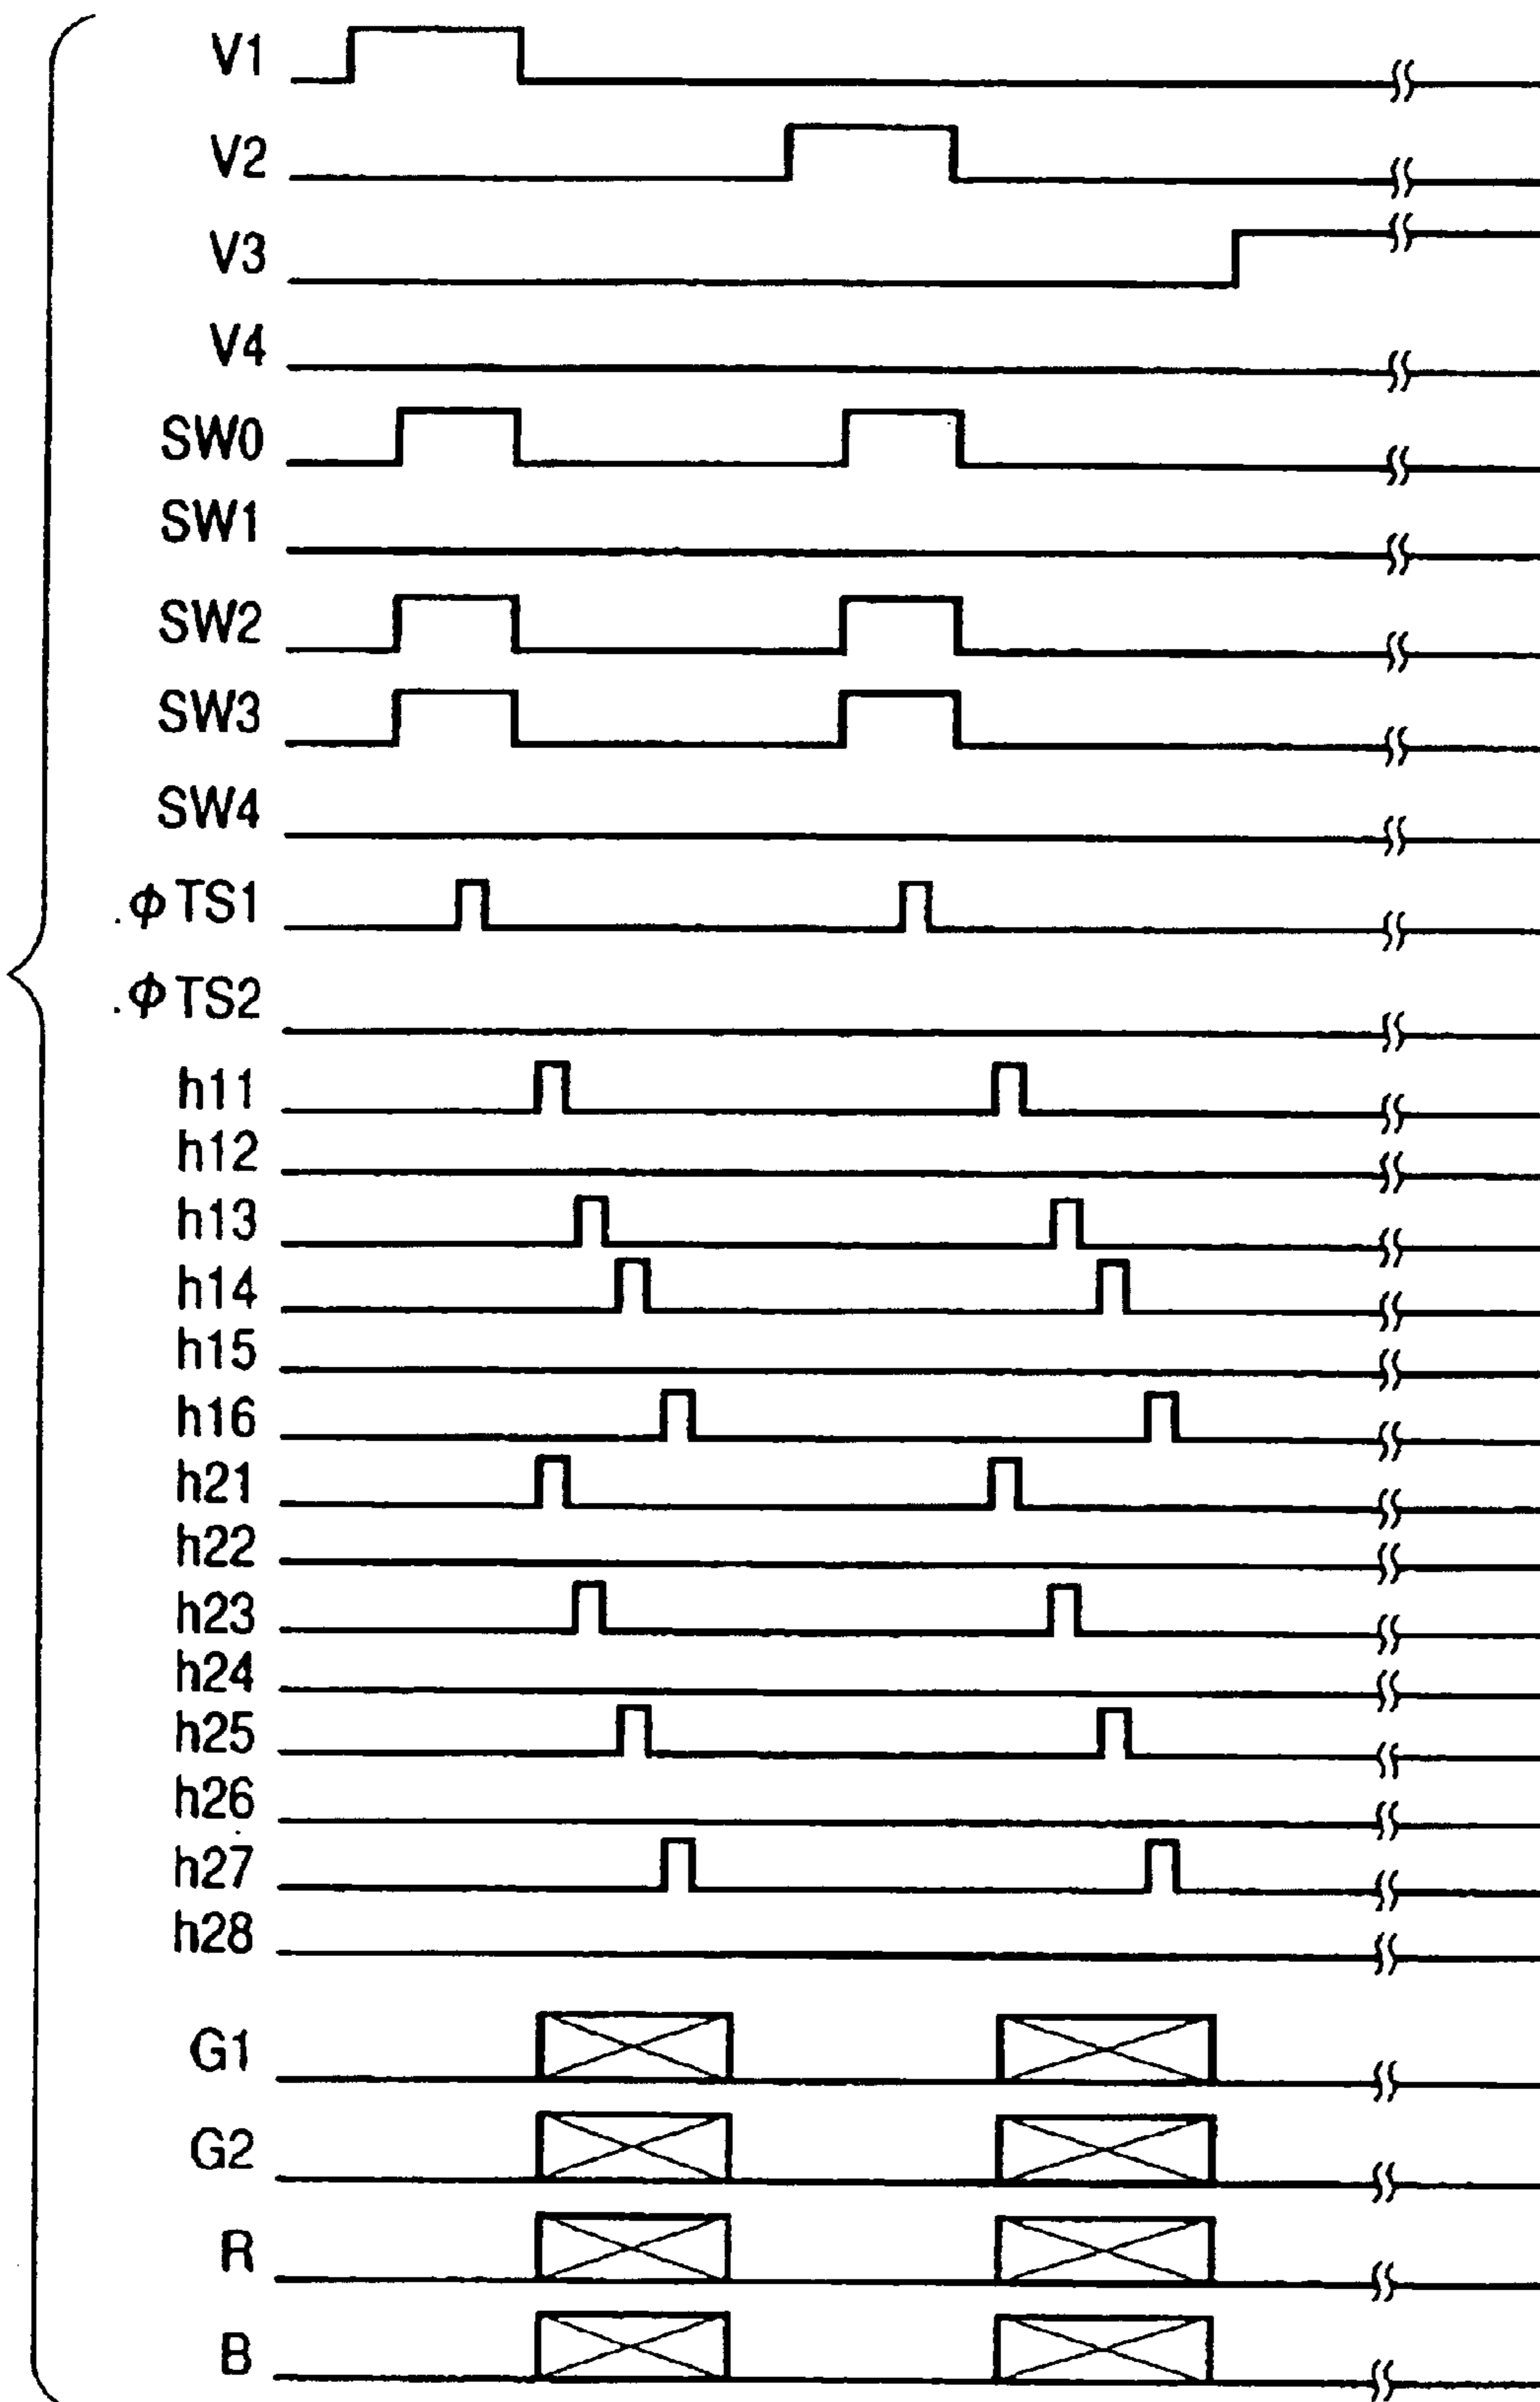 V1
V2
V3
V4
SW0
SW1
SW2
SW3
SW4
φTS1
φTS2
h11
h12
h13
h14
h15
h16
h21
h22
h23
h24
h25
h26
h27
h28
G1
G2
R
B